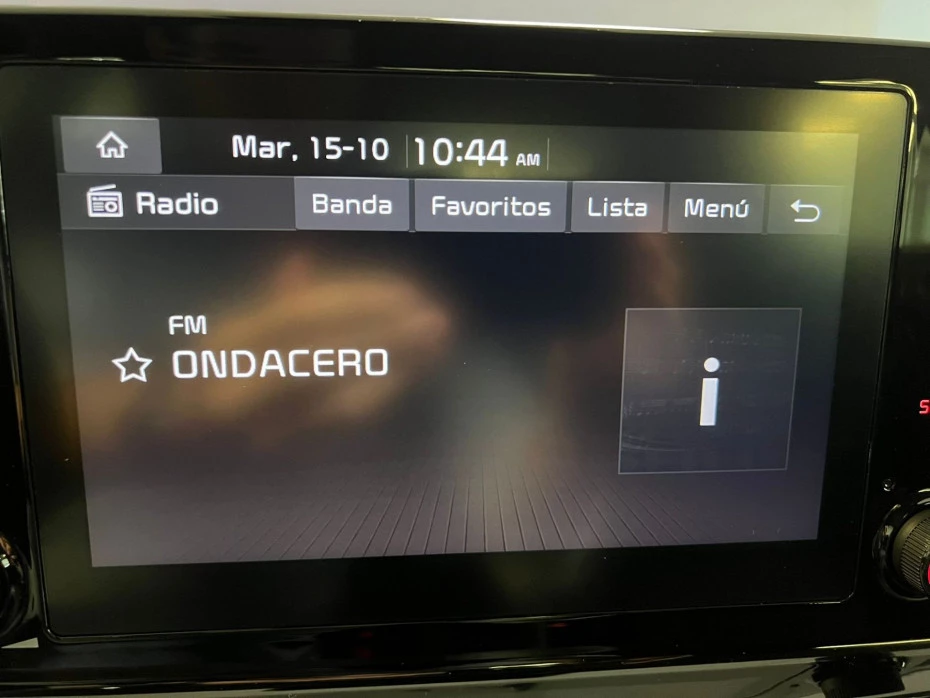 Mar, 15-10 10:44 AM
Radio Banda Favoritos Lista Menú
FM
ONDACERO
i